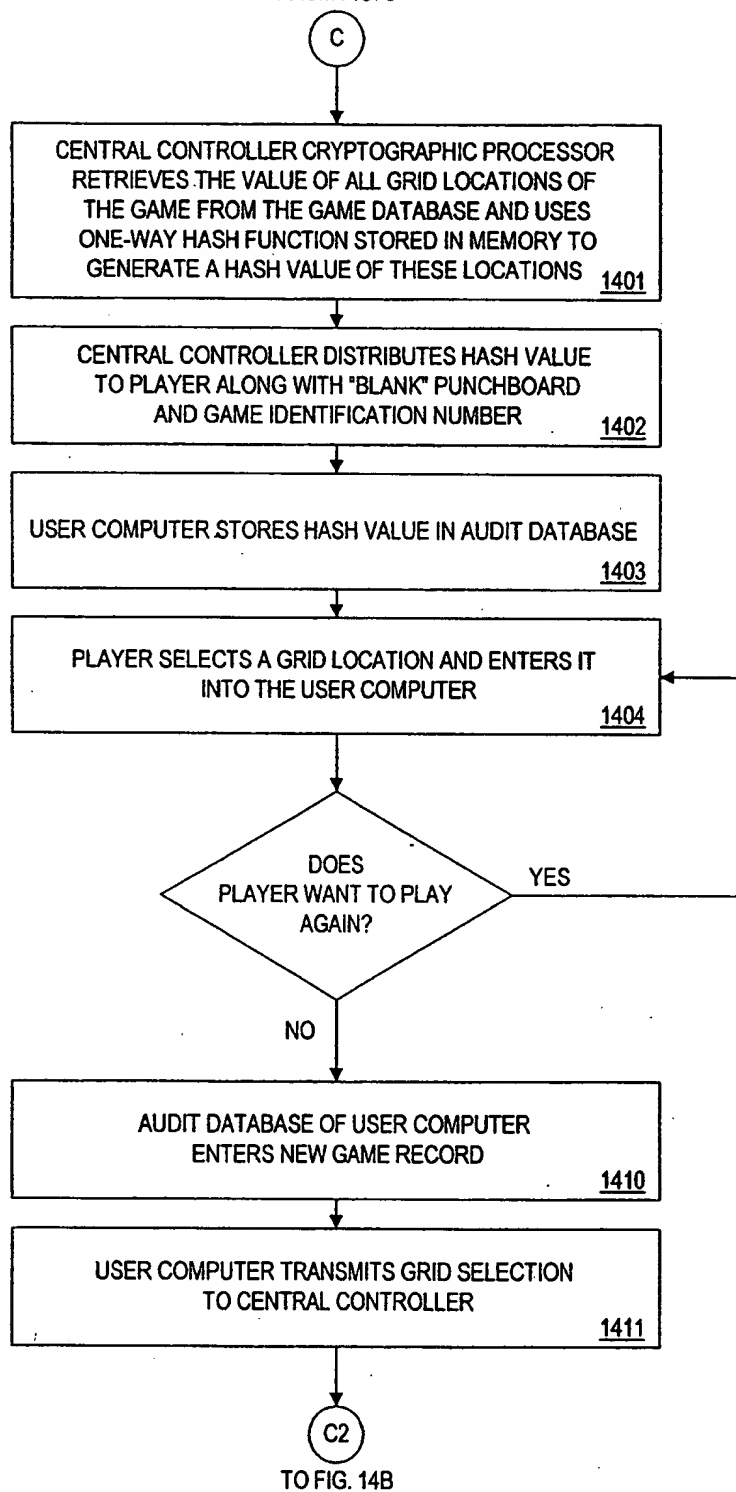 C
CENTRAL CONTROLLER CRYPTOGRAPHIC PROCESSOR
RETRIEVES THE VALUE OF ALL GRID LOCATIONS OF
THE GAME FROM THE GAME DATABASE AND USES
ONE-WAY HASH FUNCTION STORED IN MEMORY TO
GENERATE A HASH VALUE OF THESE LOCATIONS
1401
CENTRAL CONTROLLER DISTRIBUTES HASH VALUE
TO PLAYER ALONG WITH "BLANK" PUNCHBOARD
AND GAME IDENTIFICATION NUMBER
1402
USER COMPUTER STORES HASH VALUE IN AUDIT DATABASE
1403
PLAYER SELECTS A GRID LOCATION AND ENTERS IT
INTO THE USER COMPUTER
1404
DOES
PLAYER WANT TO PLAY
AGAIN?
YES
NO
AUDIT DATABASE OF USER COMPUTER
ENTERS NEW GAME RECORD
1410
USER COMPUTER TRANSMITS GRID SELECTION
TO CENTRAL CONTROLLER
1411
C2
TO FIG. 14B